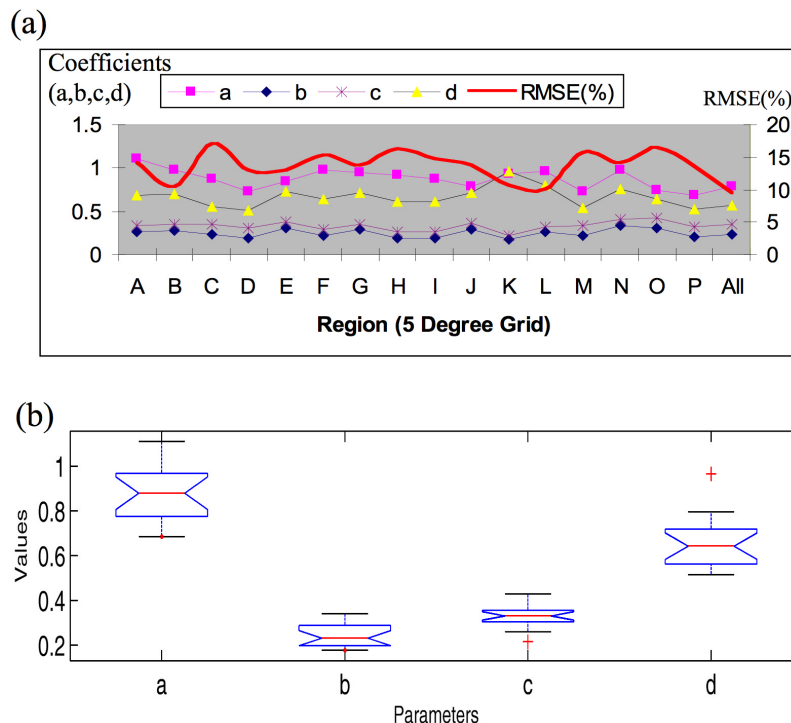 (a)
Coefficients
(a,b,c,d)
a b c d RMSE(%)
RMSE(%)
1.5
1
0.5
0
20
15
10
5
0
A B C D E F G H I J K L M N O P All
Region (5 Degree Grid)
(b)
Values
1
0.8
0.6
0.4
0.2
a b c d
Parameters